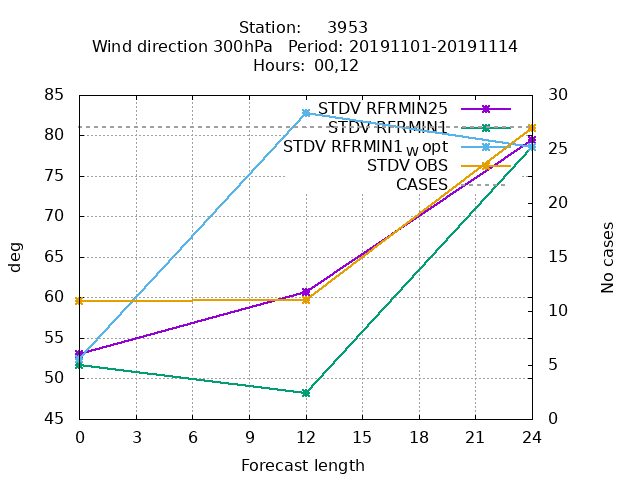 Station: 3953
Wind direction 300hPa Period: 20191101-20191114
Hours: 00,12
85 30
STDV RFRMIN25
STDV RFRMIN1
80
STDV RFRMIN1 w opt 25
STDV OBS
75
CASES
70 20
65 15
60 10
55
50 5
45 0
deg
No cases
0 3 6 9 12 15 18 21 24
Forecast length